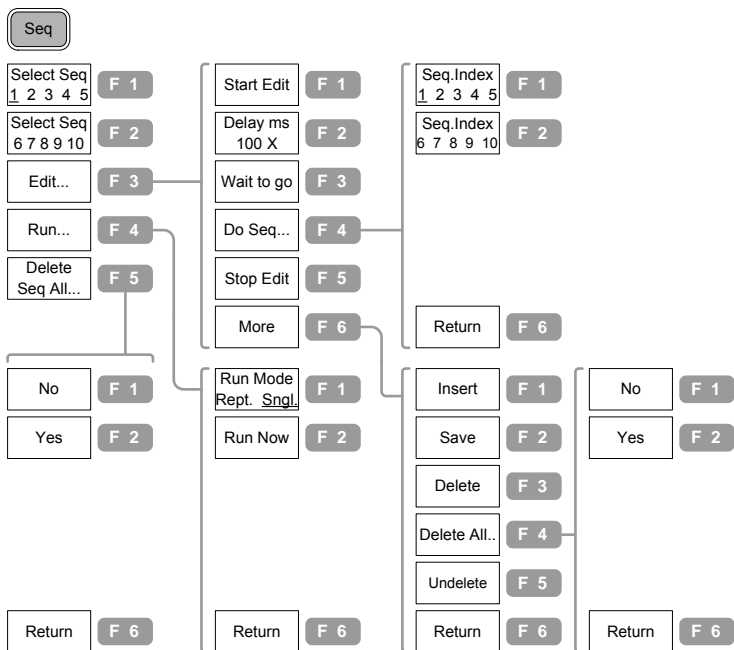 Seq
Select Seq
1 2 3 4 5
F 1
Select Seq
6 7 8 9 10
F 2
Edit...
F 3
Run...
F 4
Delete
Seq All...
F 5
No
F 1
Yes
F 2
Return
F 6
Start Edit
F 1
Delay ms
100 X
F 2
Wait to go
F 3
Do Seq...
F 4
Stop Edit
F 5
More
F 6
Run Mode
Rept. Sngl.
F 1
Run Now
F 2
Return
F 6
Seq.Index
1 2 3 4 5
F 1
Seq.Index
6 7 8 9 10
F 2
Return
F 6
Insert
F 1
Save
F 2
Delete
F 3
Delete All..
F 4
Undelete
F 5
Return
F 6
No
F 1
Yes
F 2
Return
F 6